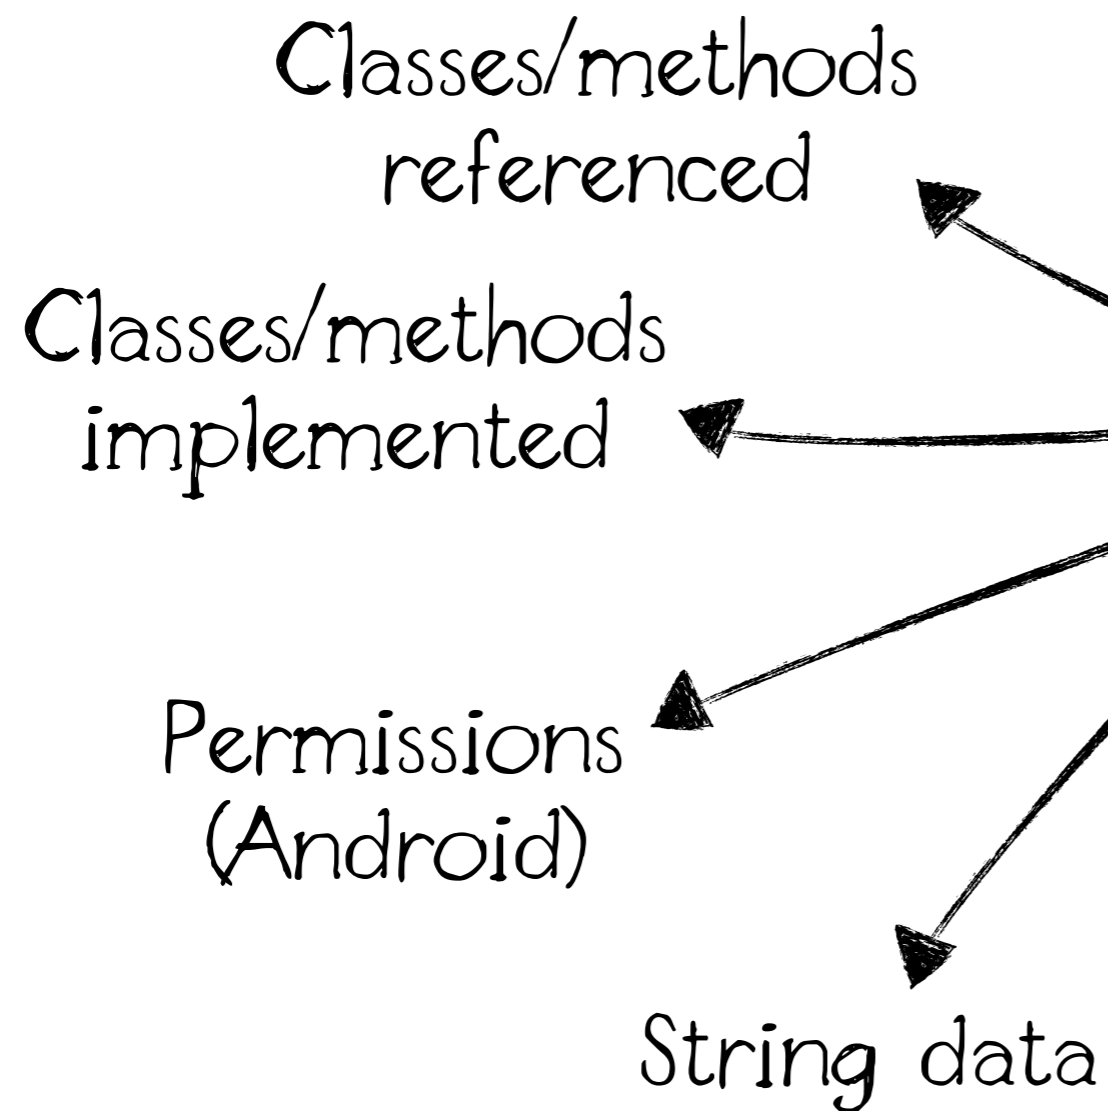 Classes/methods
referenced
Classes/methods
implemented
Permissions
(Android)
String data